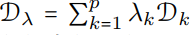 𝒟_λ = ∑_{k=1}^{p} λ_k 𝒟_k